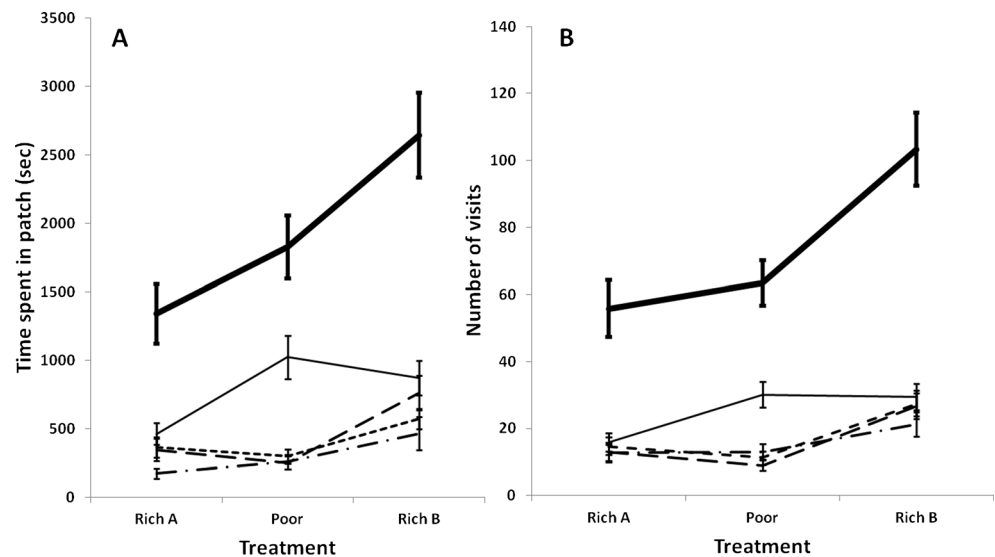 A
Time spent in patch (sec)
3500
3000
2500
2000
1500
1000
500
0
Rich A Poor Rich B
Treatment
B
Number of visits
140
120
100
80
60
40
20
0
Rich A Poor Rich B
Treatment